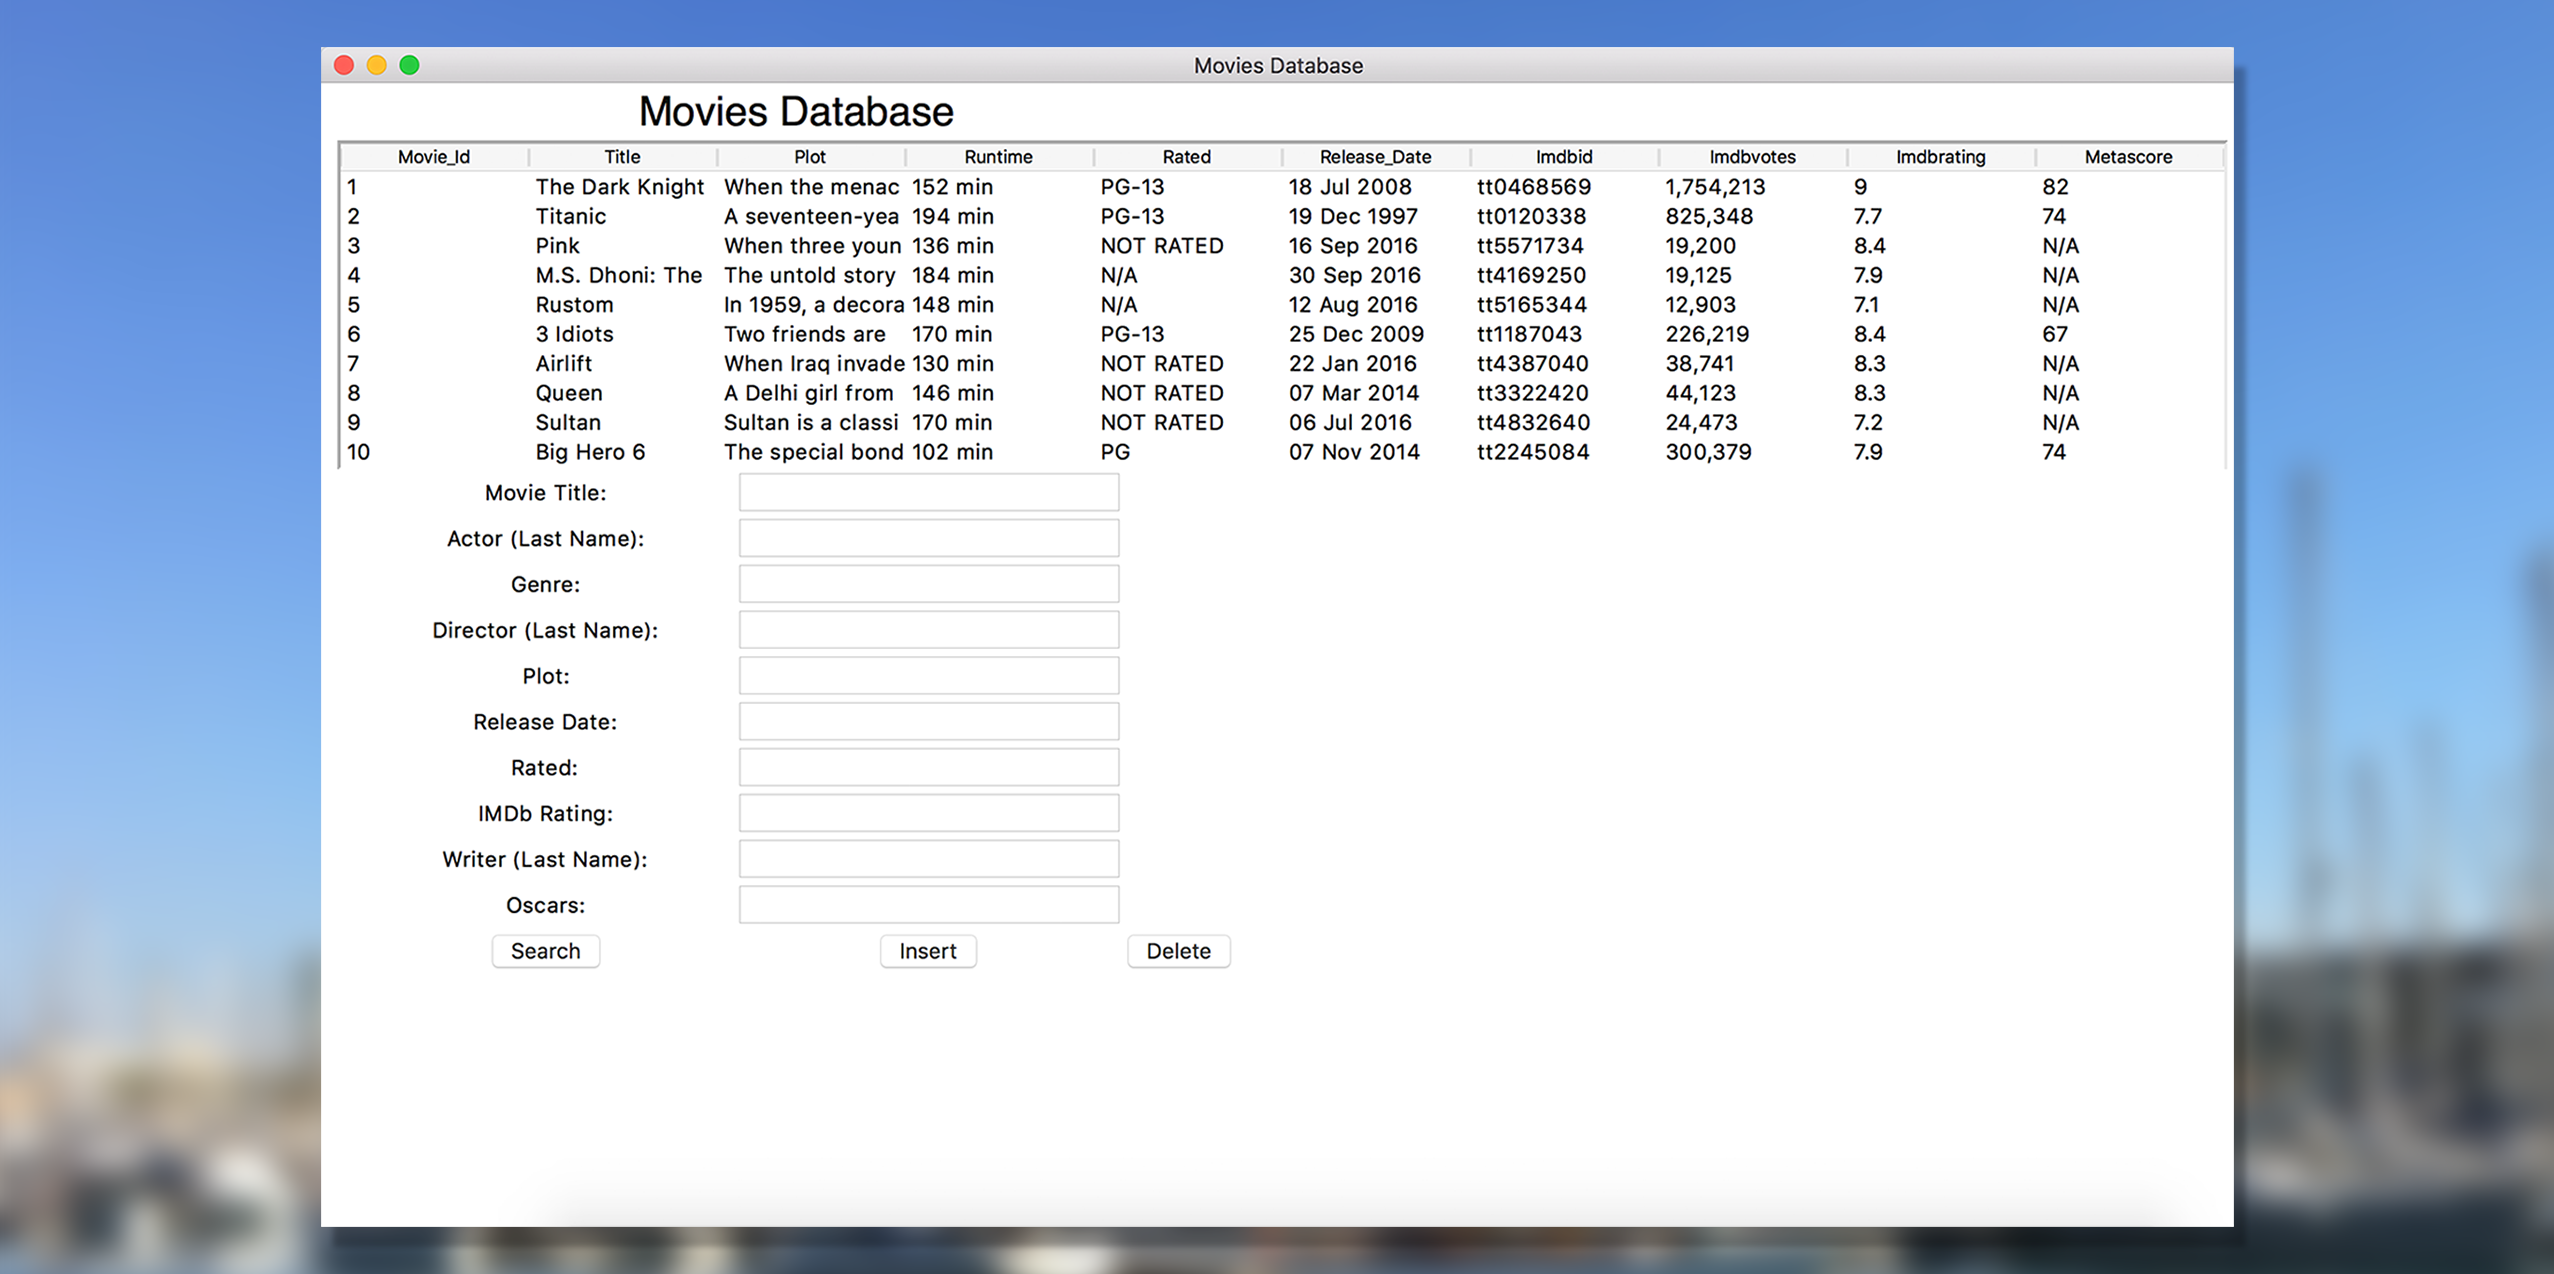 Movies Database
Movies Database
Movie_Id Title Plot Runtime Rated Release_Date Imdbid Imdbvotes Imdbrating Metascore
1 The Dark Knight When the menac 152 min PG-13 18 Jul 2008 tt0468569 1,754,213 9 82
2 Titanic A seventeen-yea 194 min PG-13 19 Dec 1997 tt0120338 825,348 7.7 74
3 Pink When three youn 136 min NOT RATED 16 Sep 2016 tt5571734 19,200 8.4 N/A
4 M.S. Dhoni: The The untold story 184 min N/A 30 Sep 2016 tt4169250 19,125 7.9 N/A
5 Rustom In 1959, a decora 148 min N/A 12 Aug 2016 tt5165344 12,903 7.1 N/A
6 3 Idiots Two friends are 170 min PG-13 25 Dec 2009 tt1187043 226,219 8.4 67
7 Airlift When Iraq invade 130 min NOT RATED 22 Jan 2016 tt4387040 38,741 8.3 N/A
8 Queen A Delhi girl from 146 min NOT RATED 07 Mar 2014 tt3322420 44,123 8.3 N/A
9 Sultan Sultan is a classi 170 min NOT RATED 06 Jul 2016 tt4832640 24,473 7.2 N/A
10 Big Hero 6 The special bond 102 min PG 07 Nov 2014 tt2245084 300,379 7.9 74
Movie Title:
Actor (Last Name):
Genre:
Director (Last Name):
Plot:
Release Date:
Rated:
IMDb Rating:
Writer (Last Name):
Oscars:
Search Insert Delete